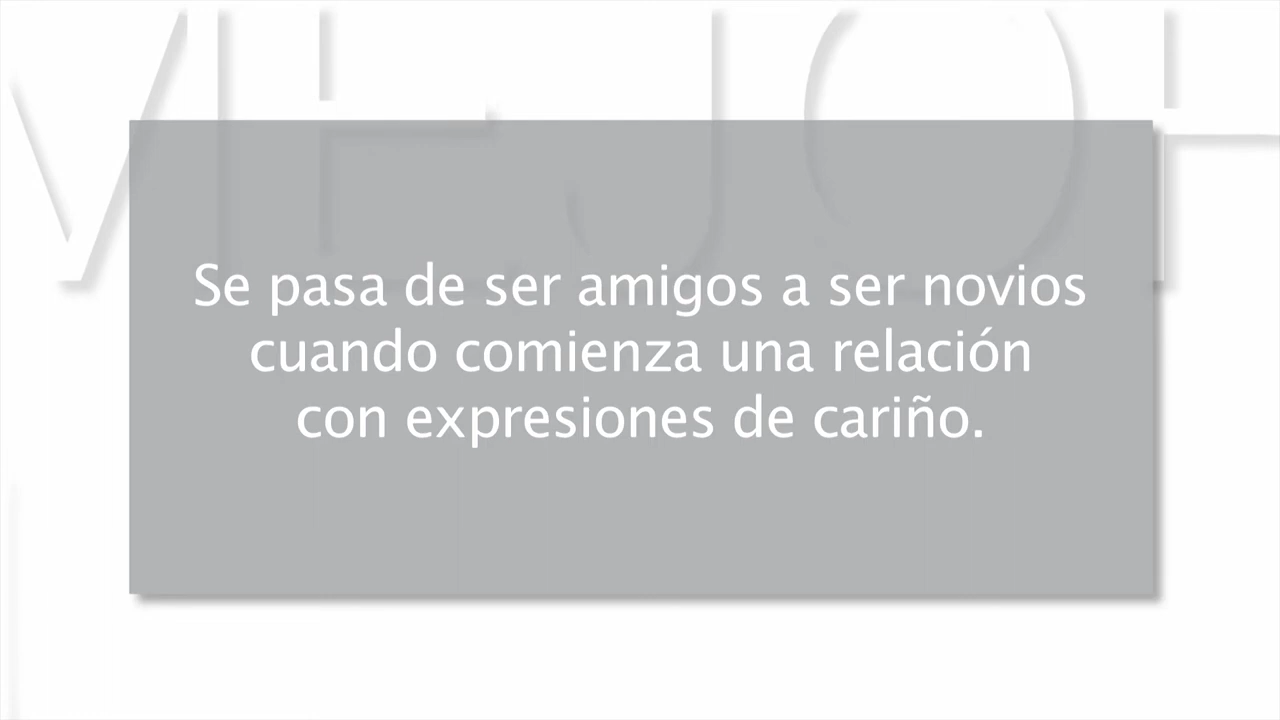 Se pasa de ser amigos a ser novios
cuando comienza una relación
con expresiones de cariño.